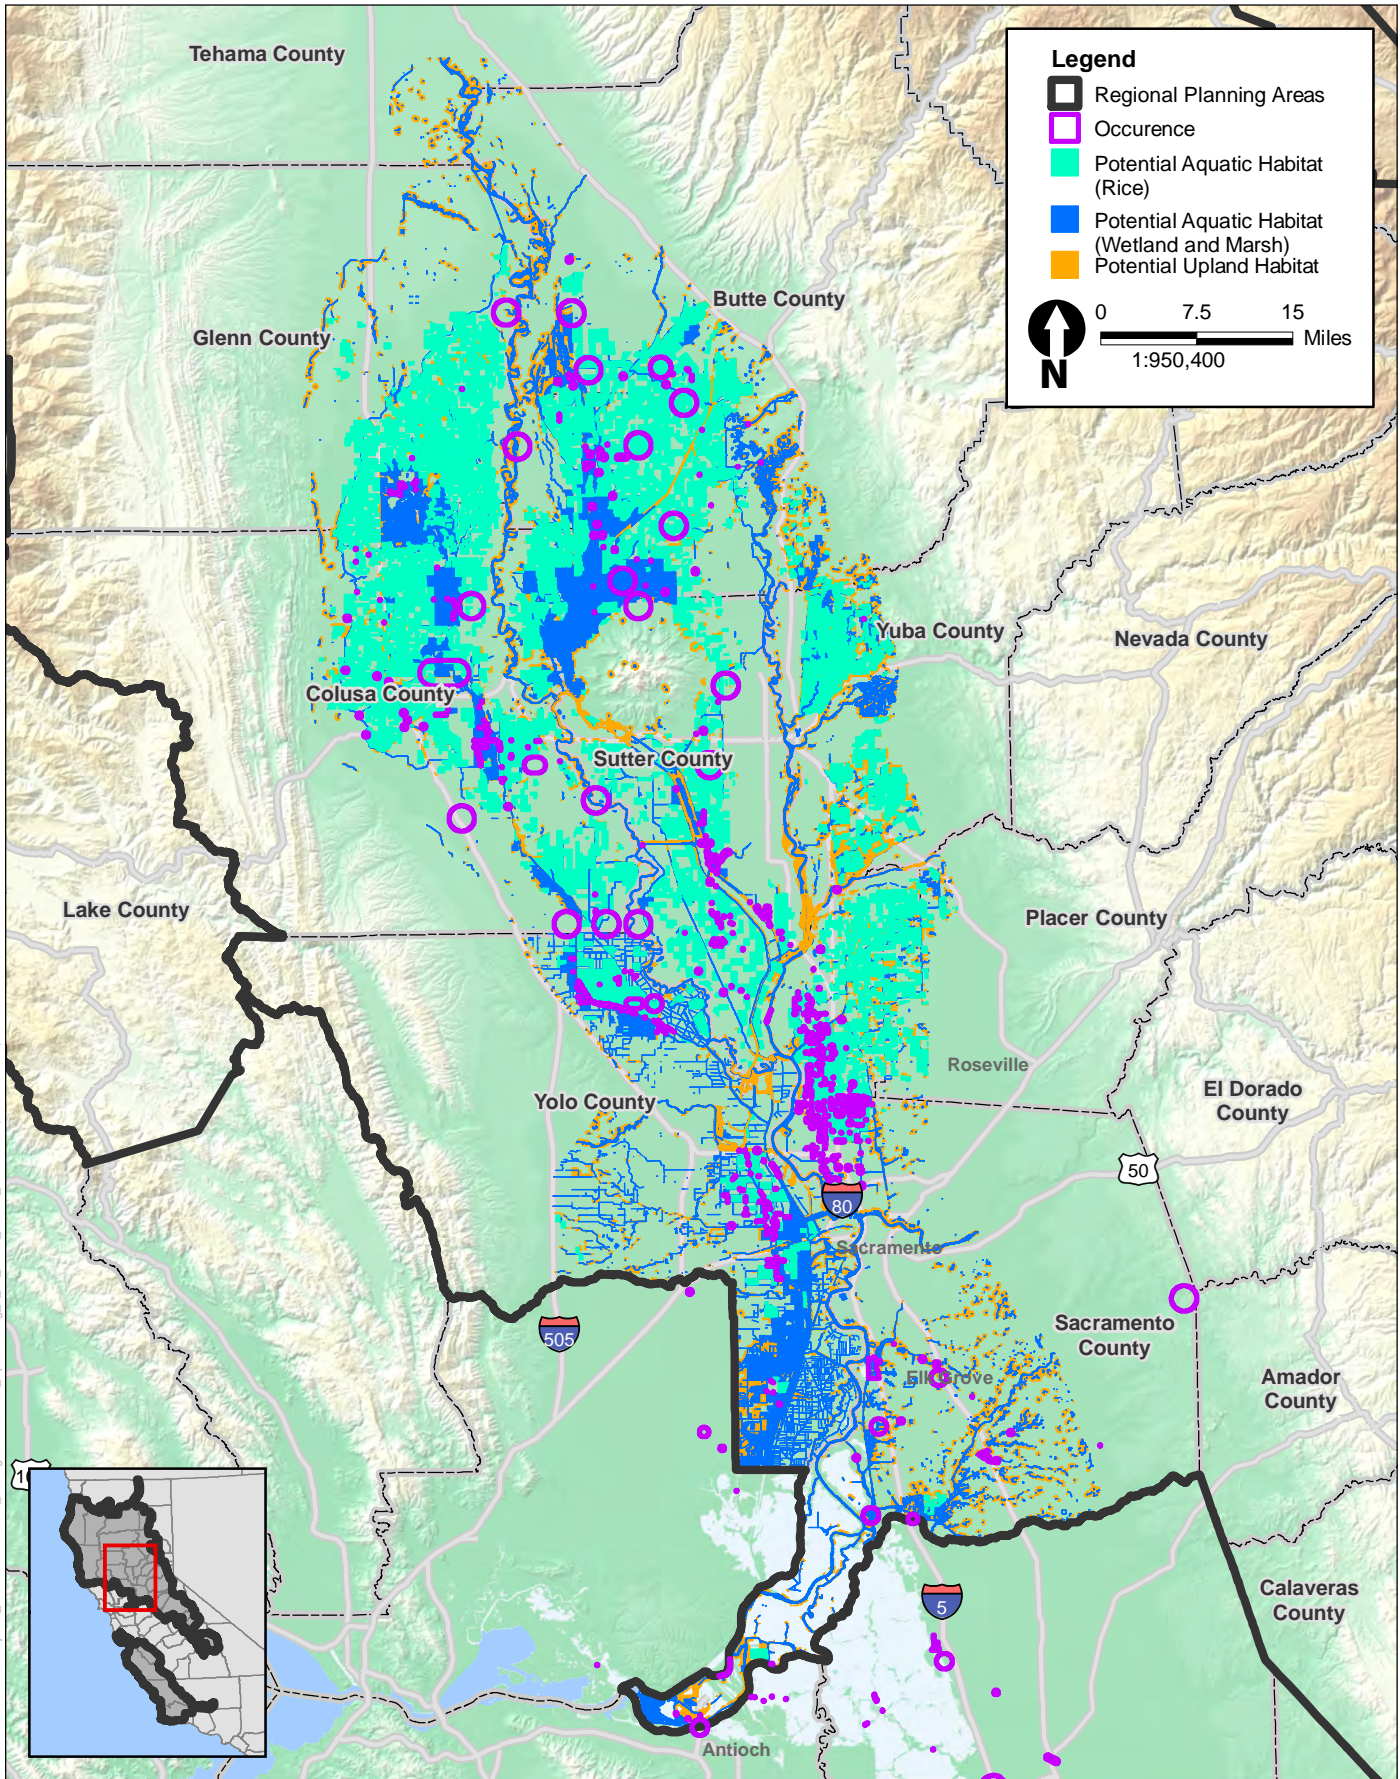 Tehama County
Legend
Regional Planning Areas
Occurence
Potential Aquatic Habitat
(Rice)
Potential Aquatic Habitat
(Wetland and Marsh)
Potential Upland Habitat
0 7.5 15
Miles
1:950,400
N
Butte County
Glenn County
Yuba County
Nevada County
Colusa County
Sutter County
Lake County
Placer County
Roseville
El Dorado
County
Yolo County
50
80
Sacramento
505
Sacramento
County
Elk Grove
Amador
County
Calaveras
County
5
Antioch